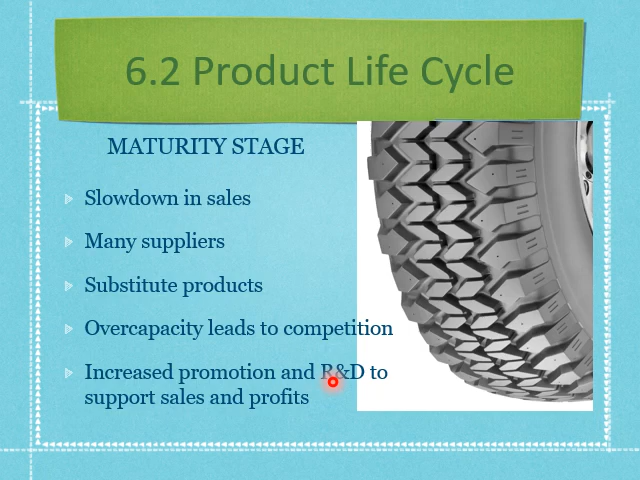 6.2 Product Life Cycle
MATURITY STAGE
Slowdown in sales
Many suppliers
Substitute products
Overcapacity leads to competition
Increased promotion and R&D to
support sales and profits